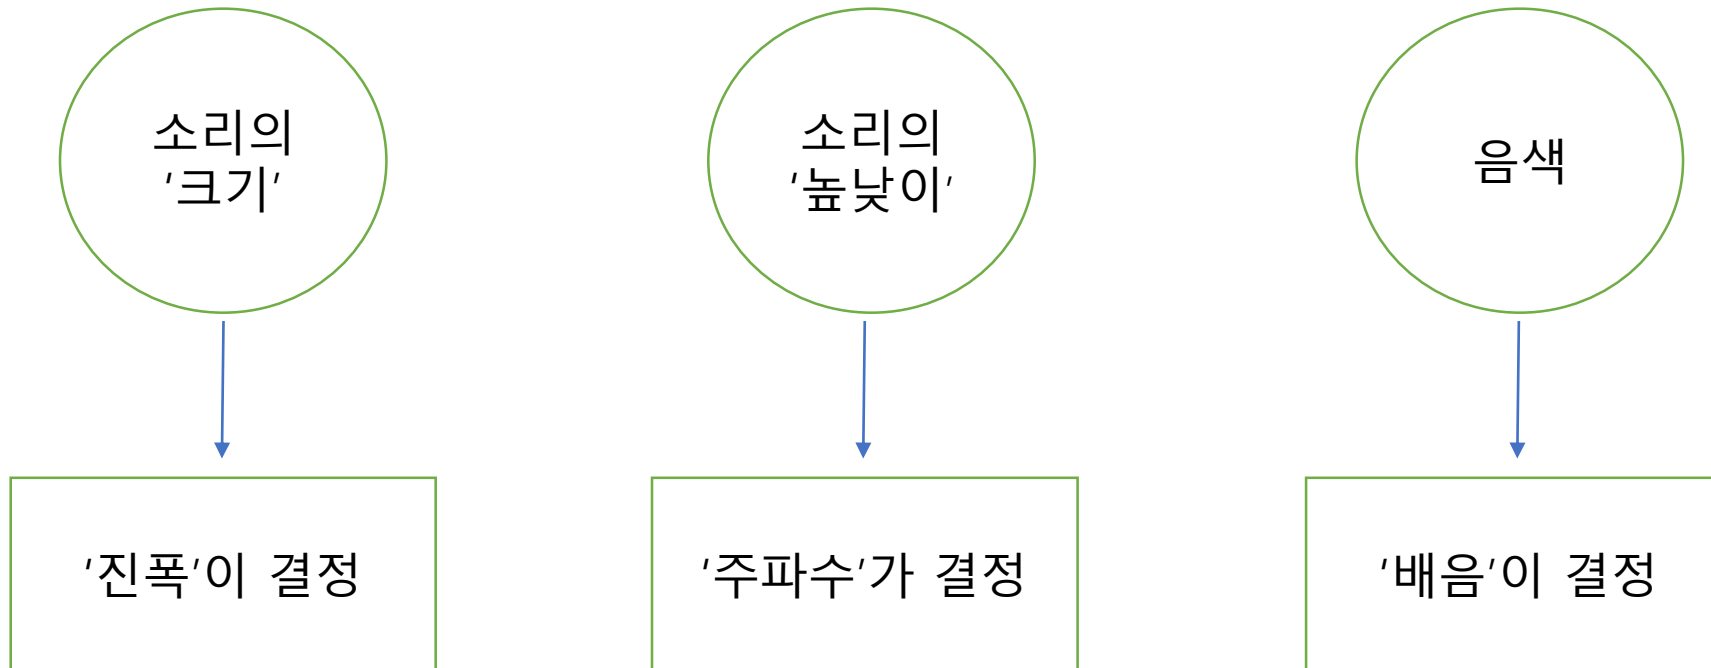 소리의
'크기'
소리의
'높낮이'
음색
'진폭'이 결정
'주파수'가 결정
'배음'이 결정